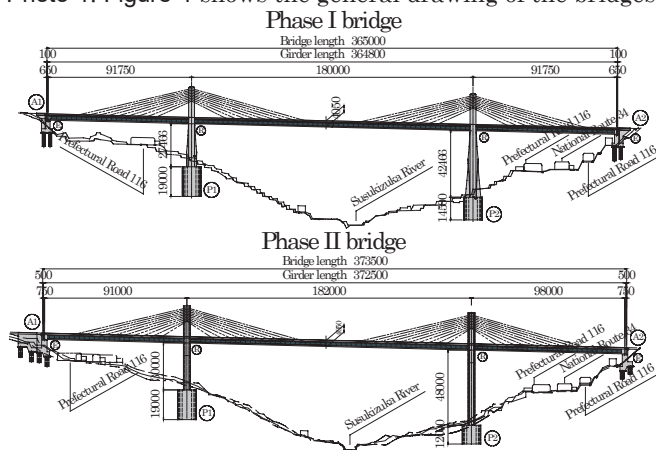 Photo 1. Figure 1 shows the general drawing of the bridges
Phase I bridge
Bridge length 365000
100 Girder length 364800 100
650 91750 180000 91750 650
A1
A2
E
R
R
E
Prefectural Road 116
19000
P1
Susukizuka River
42466
14500
P2
Prefectural Road 116
National Route 34
Prefectural Road 116
Phase II bridge
Bridge length 373500
500 Girder length 372500 500
750 91000 182000 98000 750
A1
A2
E
R
R
E
Prefectural Road 116
19000
P1
Susukizuka River
48000
P2
Prefectural Road 116
National Route 34
Prefectural Road 116